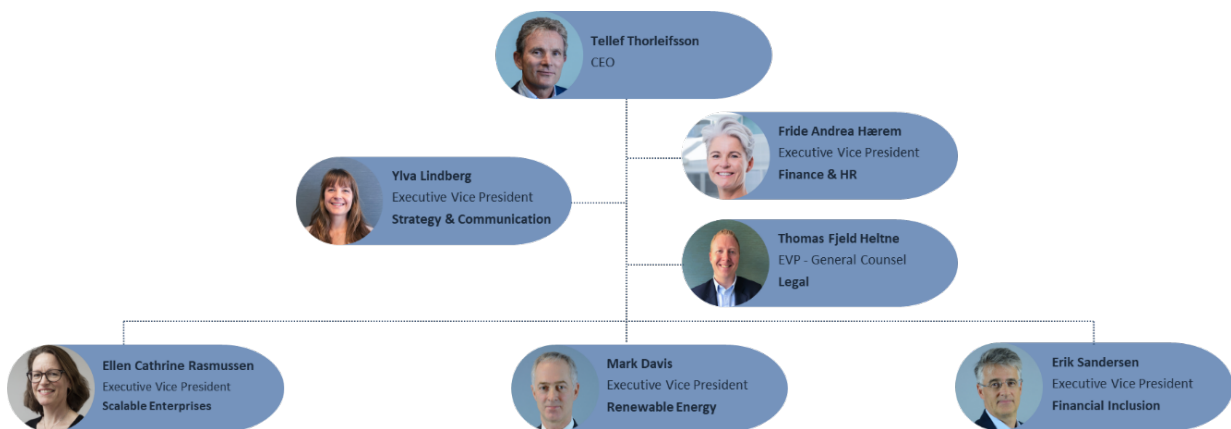 Tellef Thorleifsson
CEO
Fride Andrea Hærem
Executive Vice President
Finance & HR
Ylva Lindberg
Executive Vice President
Strategy & Communication
Thomas Fjeld Heltne
EVP - General Counsel
Legal
Ellen Cathrine Rasmussen
Executive Vice President
Scalable Enterprises
Mark Davis
Executive Vice President
Renewable Energy
Erik Sandersen
Executive Vice President
Financial Inclusion